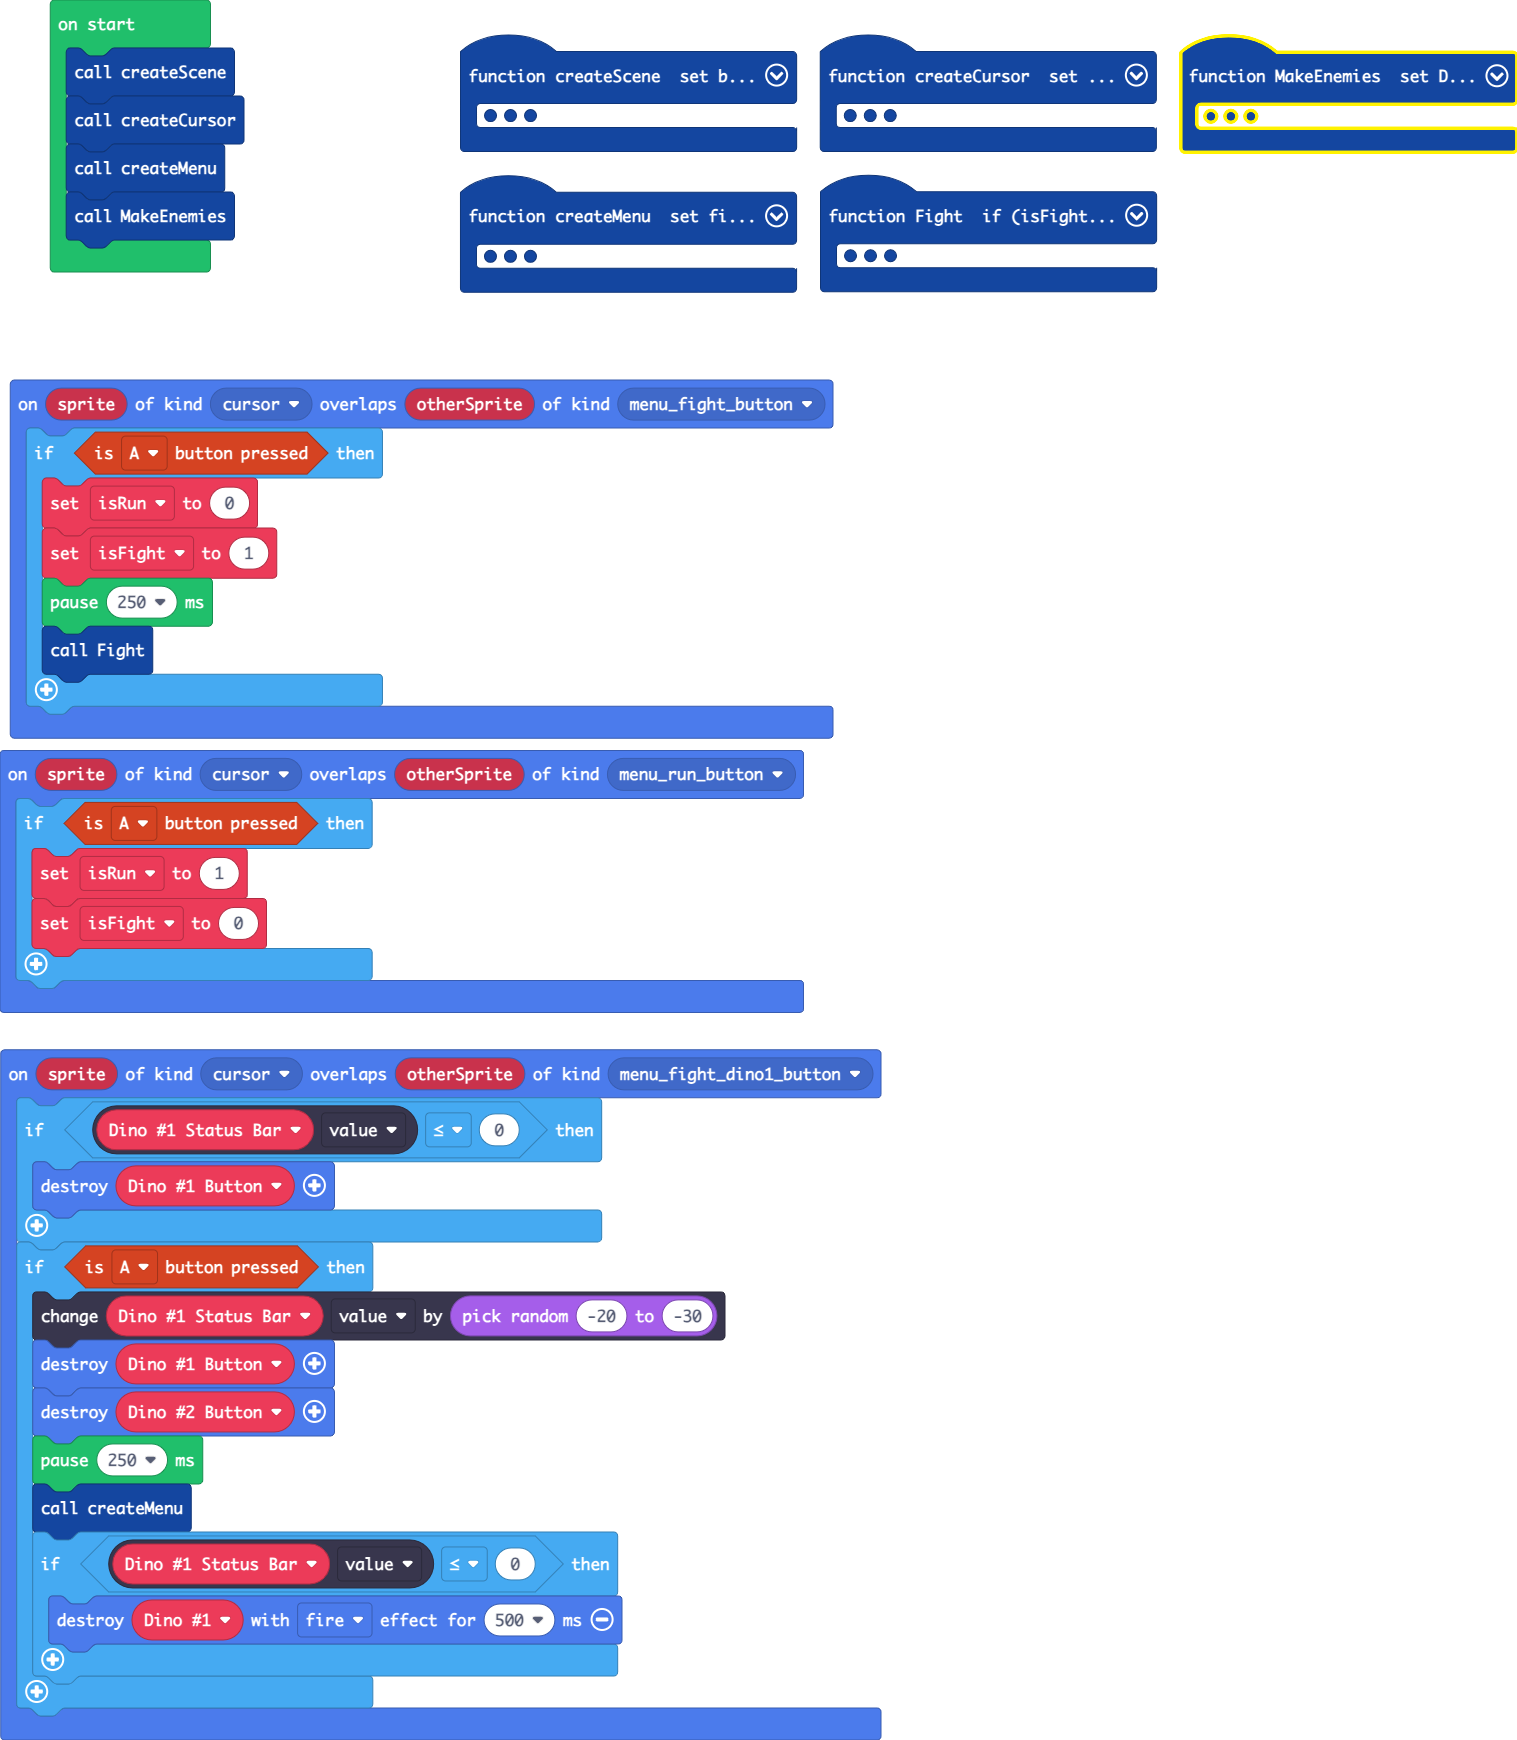 on start
call createScene
call createCursor
call createMenu
call MakeEnemies
function createScene set b...
function createCursor set ...
function MakeEnemies set D...
function createMenu set fi...
function Fight if (isFight...
on sprite of kind cursor overlaps otherSprite of kind menu_fight_button
if is A button pressed then
set isRun to 0
set isFight to 1
pause 250 ms
call Fight
on sprite of kind cursor overlaps otherSprite of kind menu_run_button
if is A button pressed then
set isRun to 1
set isFight to 0
on sprite of kind cursor overlaps otherSprite of kind menu_fight_dino1_button
if Dino #1 Status Bar value ≤ 0 then
destroy Dino #1 Button
if is A button pressed then
change Dino #1 Status Bar value by pick random -20 to -30
destroy Dino #1 Button
destroy Dino #2 Button
pause 250 ms
call createMenu
if Dino #1 Status Bar value ≤ 0 then
destroy Dino #1 with fire effect for 500 ms